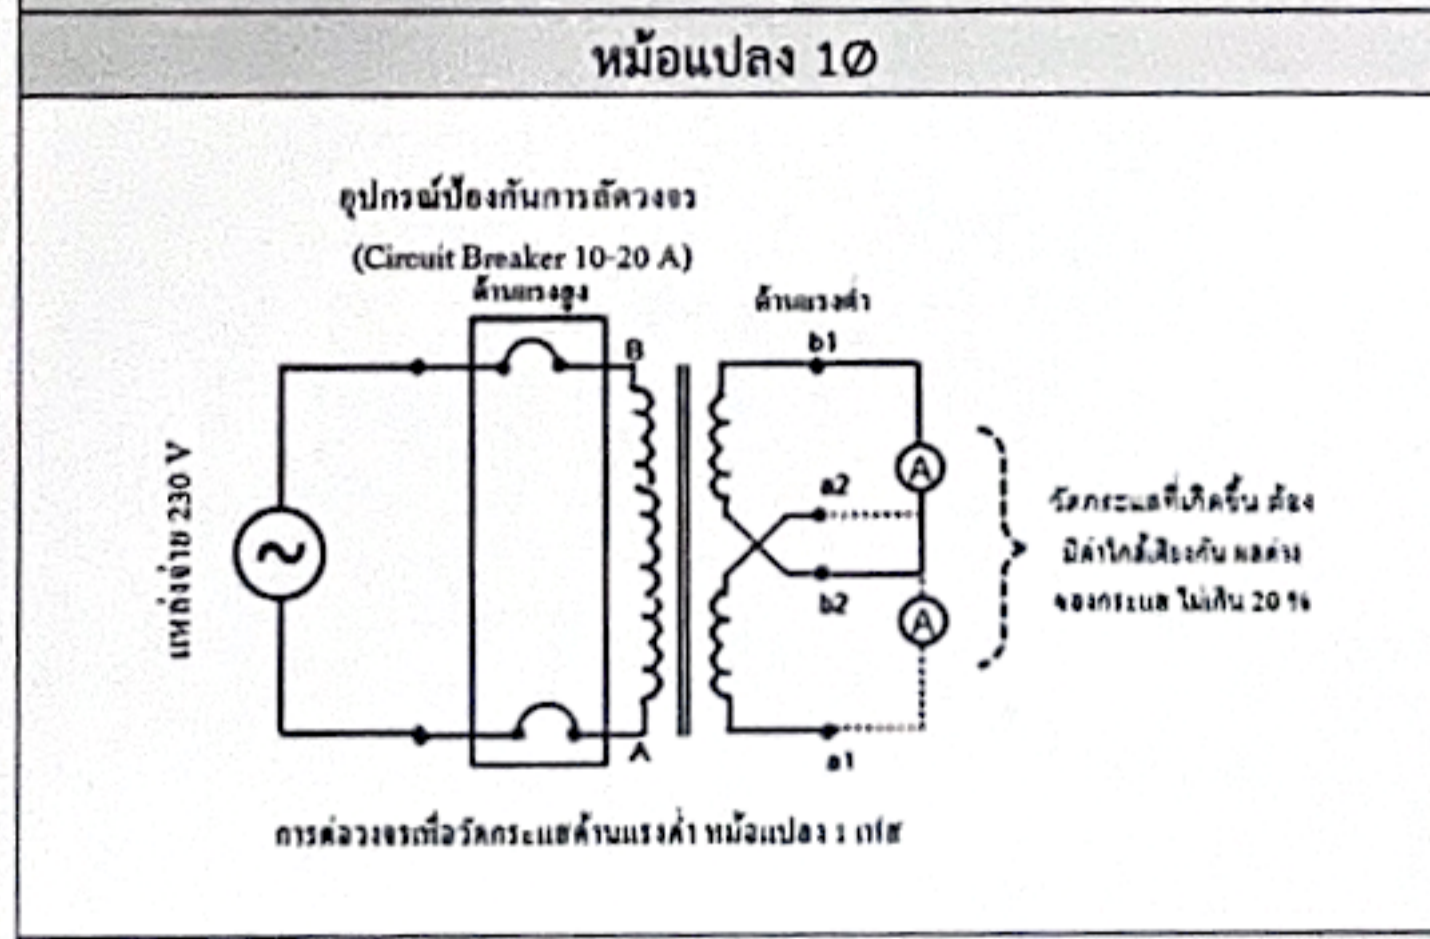 หม้อแปลง 1Ø
อุปกรณ์ป้องกันการลัดวงจร
(Circuit Breaker 10-20 A)
ด้านแรงสูง
ด้านแรงต่ำ
B
b1
แหล่งจ่าย 230 V
A
a2
วัดกระแสที่เกิดขึ้น ต้อง
มีค่าใกล้เคียงกัน ผลต่าง
ของกระแส ไม่เกิน 20 %
b2
A
A
a1
การต่อวงจรเพื่อวัดกระแสด้านแรงต่ำ หม้อแปลง 1 เฟส